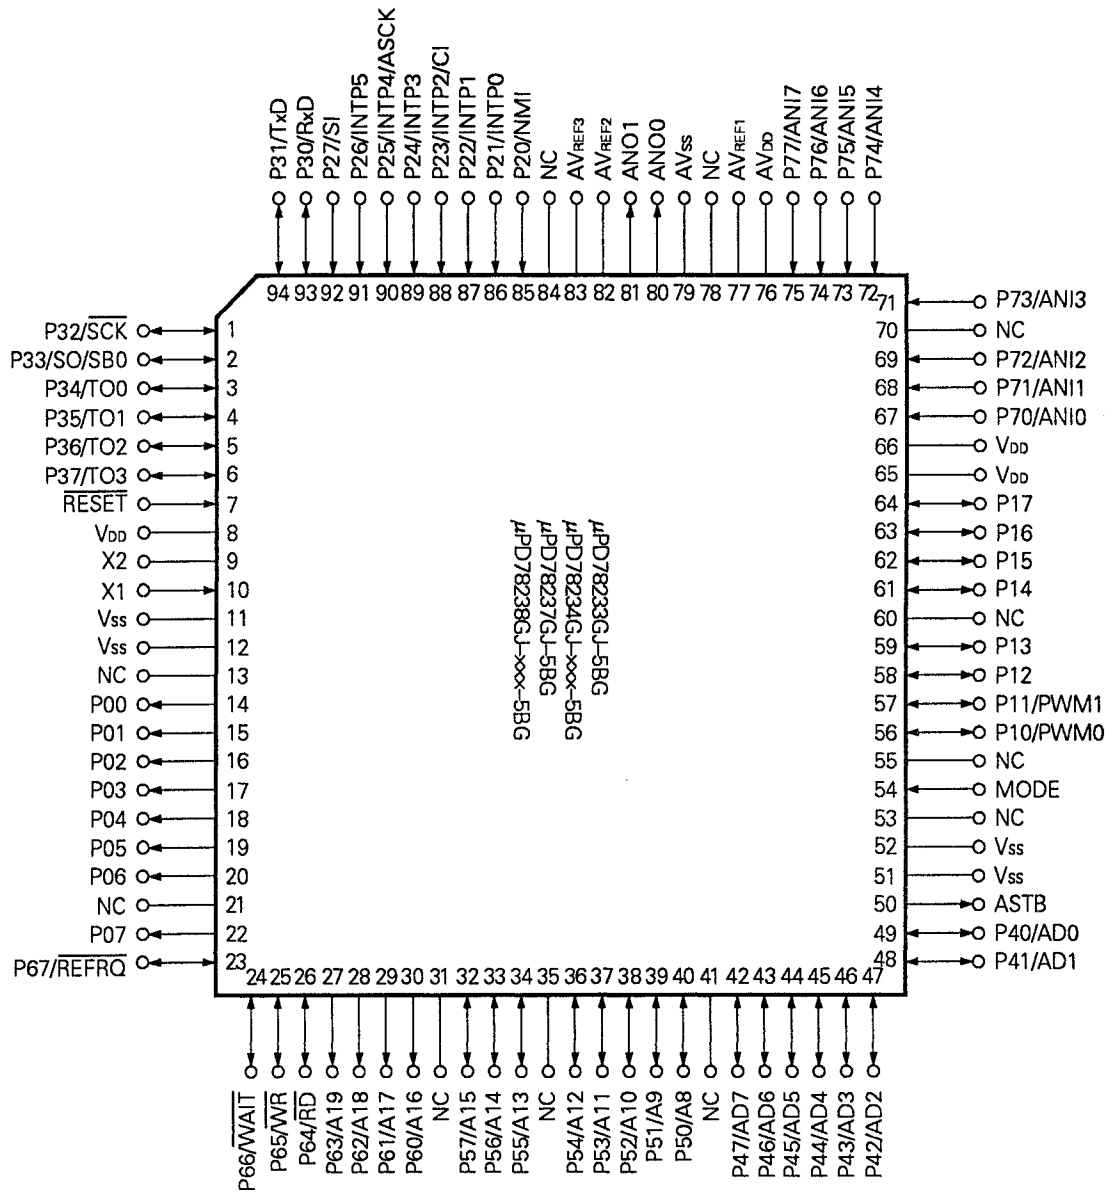 P31/TxD
P30/RxD
P27/SI
P26/INTP5
P25/INTP4/ASCK
P24/INTP3
P23/INTP2/CI
P22/INTP1
P21/INTP0
P20/NMI
NC
AVREF3
AVREF2
ANO1
ANO0
AVSS
NC
AVREF1
AVDD
P77/ANI7
P76/ANI6
P75/ANI5
P74/ANI4
94 93 92 91 90 89 88 87 86 85 84 83 82 81 80 79 78 77 76 75 74 73 72
P32/SCK 1
P33/SO/SB0 2
P34/TO0 3
P35/TO1 4
P36/TO2 5
P37/TO3 6
RESET 7
VDD 8
X2 9
X1 10
VSS 11
VSS 12
NC 13
P00 14
P01 15
P02 16
P03 17
P04 18
P05 19
P06 20
NC 21
P07 22
P67/REFRQ 23
μPD78233GJ-5BG
μPD78234GJ-xxx-5BG
μPD78237GJ-5BG
μPD78238GJ-xxx-5BG
71 P73/ANI3
70 NC
69 P72/ANI2
68 P71/ANI1
67 P70/ANI0
66 VDD
65 VDD
64 P17
63 P16
62 P15
61 P14
60 NC
59 P13
58 P12
57 P11/PWM1
56 P10/PWM0
55 NC
54 MODE
53 NC
52 VSS
51 VSS
50 ASTB
49 P40/AD0
48 P41/AD1
24 25 26 27 28 29 30 31 32 33 34 35 36 37 38 39 40 41 42 43 44 45 46 47
P66/WAIT
P65/WR
P64/RD
P63/A19
P62/A18
P61/A17
P60/A16
NC
P57/A15
P56/A14
P55/A13
NC
P54/A12
P53/A11
P52/A10
P51/A9
P50/A8
NC
P47/AD7
P46/AD6
P45/AD5
P44/AD4
P43/AD3
P42/AD2